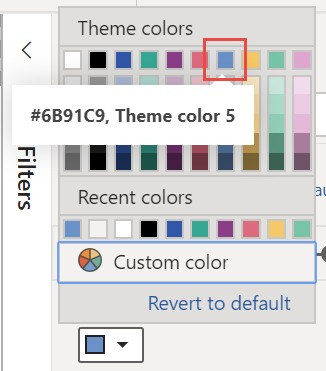 Theme colors
#6B91C9, Theme color 5
Filters
Recent colors
Custom color
Revert to default